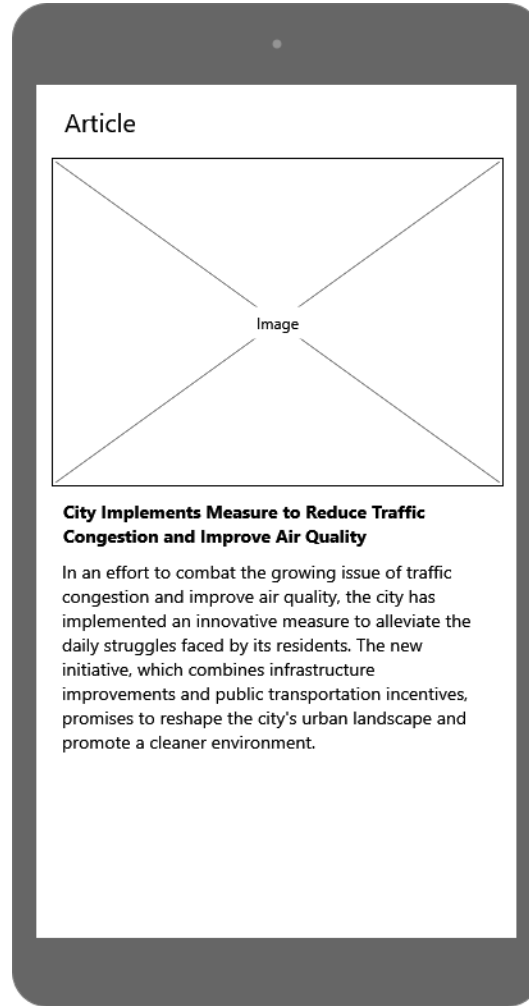 Article
Image
City Implements Measure to Reduce Traffic
Congestion and Improve Air Quality
In an effort to combat the growing issue of traffic
congestion and improve air quality, the city has
implemented an innovative measure to alleviate the
daily struggles faced by its residents. The new
initiative, which combines infrastructure
improvements and public transportation incentives,
promises to reshape the city's urban landscape and
promote a cleaner environment.